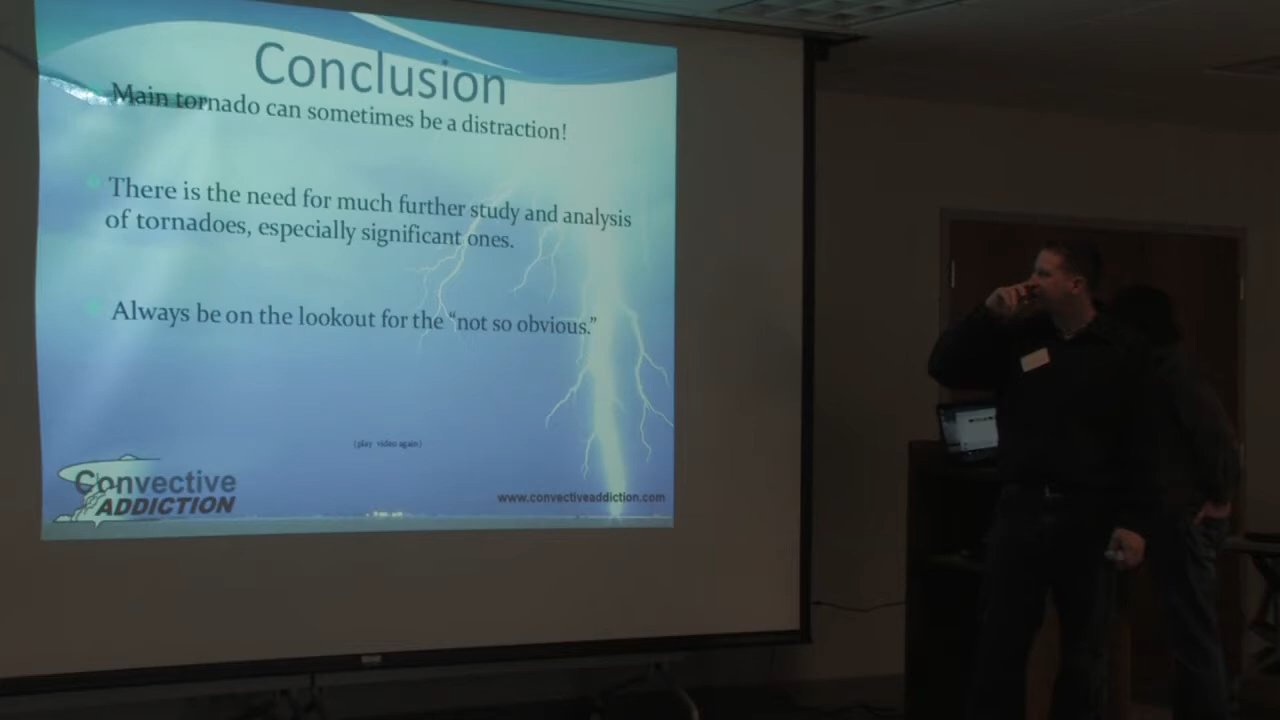 Conclusion
Main tornado can sometimes be a distraction!
There is the need for much further study and analysis
of tornadoes, especially significant ones.
Always be on the lookout for the “not so obvious.”
(play video again)
Convective
ADDICTION
www.convectiveaddiction.com